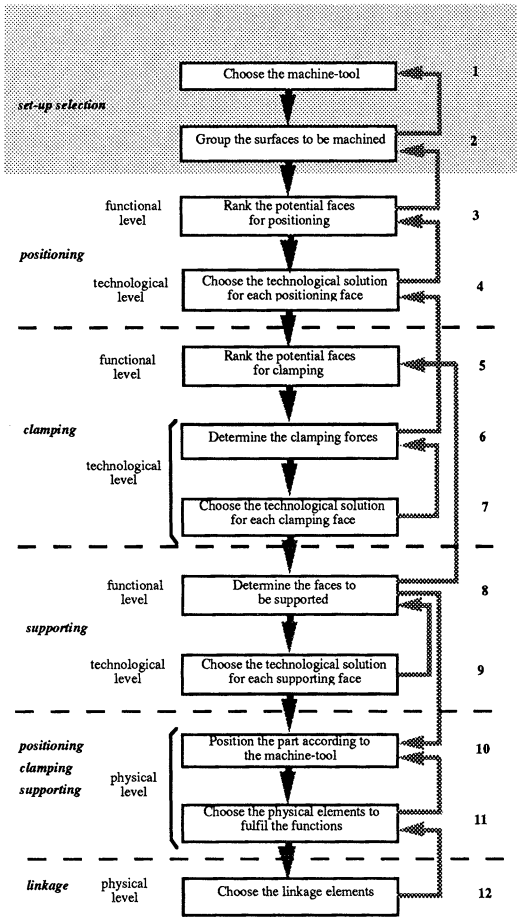 Choose the machine-tool
1
set-up selection
Group the surfaces to be machined
2
functional
level
Rank the potential faces
for positioning
3
positioning
technological
level
Choose the technological solution
for each positioning face
4
functional
level
Rank the potential faces
for clamping
5
clamping
Determine the clamping forces
6
technological
level
Choose the technological solution
for each clamping face
7
functional
level
Determine the faces to
be supported
8
supporting
technological
level
Choose the technological solution
for each supporting face
9
positioning
clamping
supporting
physical
level
Position the part according to
the machine-tool
10
Choose the physical elements to
fulfil the functions
11
linkage
physical
level
Choose the linkage elements
12